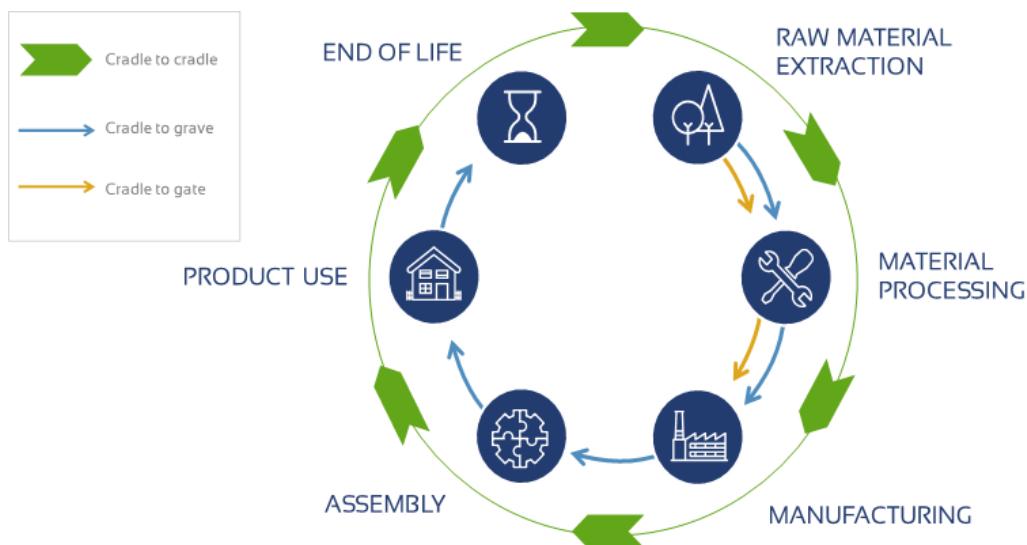 Cradle to cradle
Cradle to grave
Cradle to gate
END OF LIFE
RAW MATERIAL
EXTRACTION
PRODUCT USE
MATERIAL
PROCESSING
ASSEMBLY
MANUFACTURING